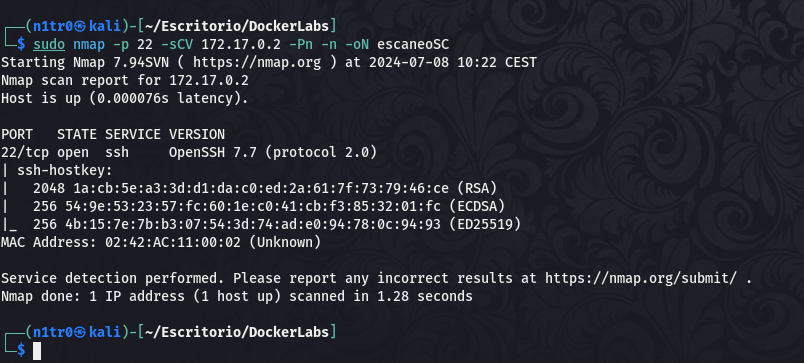 ┌──(n1tr0㉿kali)-[~/Escritorio/DockerLabs]
└─$ sudo nmap -p 22 -sCV 172.17.0.2 -Pn -n -oN escaneoSC
Starting Nmap 7.94SVN ( https://nmap.org ) at 2024-07-08 10:22 CEST
Nmap scan report for 172.17.0.2
Host is up (0.000076s latency).

PORT   STATE SERVICE VERSION
22/tcp open  ssh     OpenSSH 7.7 (protocol 2.0)
| ssh-hostkey:
|   2048 1a:cb:5e:a3:3d:d1:da:c0:ed:2a:61:7f:73:79:46:ce (RSA)
|   256 54:9e:53:23:57:fc:60:1e:c0:41:cb:f3:85:32:01:fc (ECDSA)
|_  256 4b:15:7e:7b:b3:07:54:3d:74:ad:e0:94:78:0c:94:93 (ED25519)
MAC Address: 02:42:AC:11:00:02 (Unknown)

Service detection performed. Please report any incorrect results at https://nmap.org/submit/ .
Nmap done: 1 IP address (1 host up) scanned in 1.28 seconds

┌──(n1tr0㉿kali)-[~/Escritorio/DockerLabs]
└─$